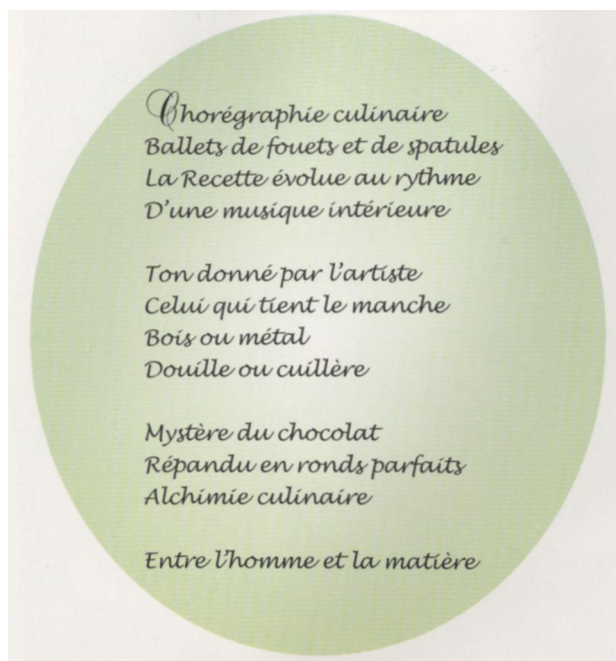 Chorégraphie culinaire
Ballets de fouets et de spatules
La Recette évolue au rythme
D'une musique intérieure

Ton donné par l'artiste
Celui qui tient le manche
Bois ou métal
Douille ou cuillère

Mystère du chocolat
Répandu en ronds parfaits
Alchimie culinaire

Entre l'homme et la matière